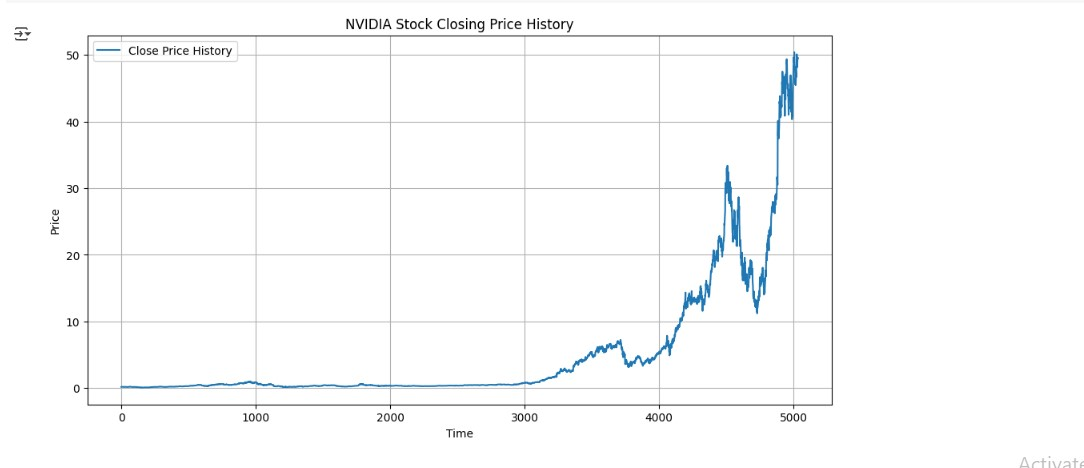 NVIDIA Stock Closing Price History
Close Price History
50
40
30
20
10
0
Price
0 1000 2000 3000 4000 5000
Time
Activate